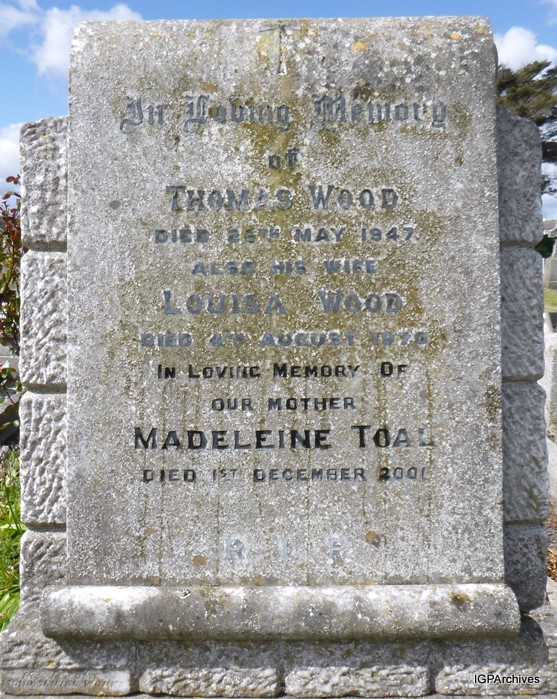 In Loving Memory
of
THOMAS WOOD
DIED 26TH MAY 1947.
ALSO HIS WIFE
LOUISA WOOD
DIED 4TH AUGUST 1970
IN LOVING MEMORY OF
OUR MOTHER
MADELEINE TOAL
DIED 1ST DECEMBER 2001
R.I.P.
IGPArchives